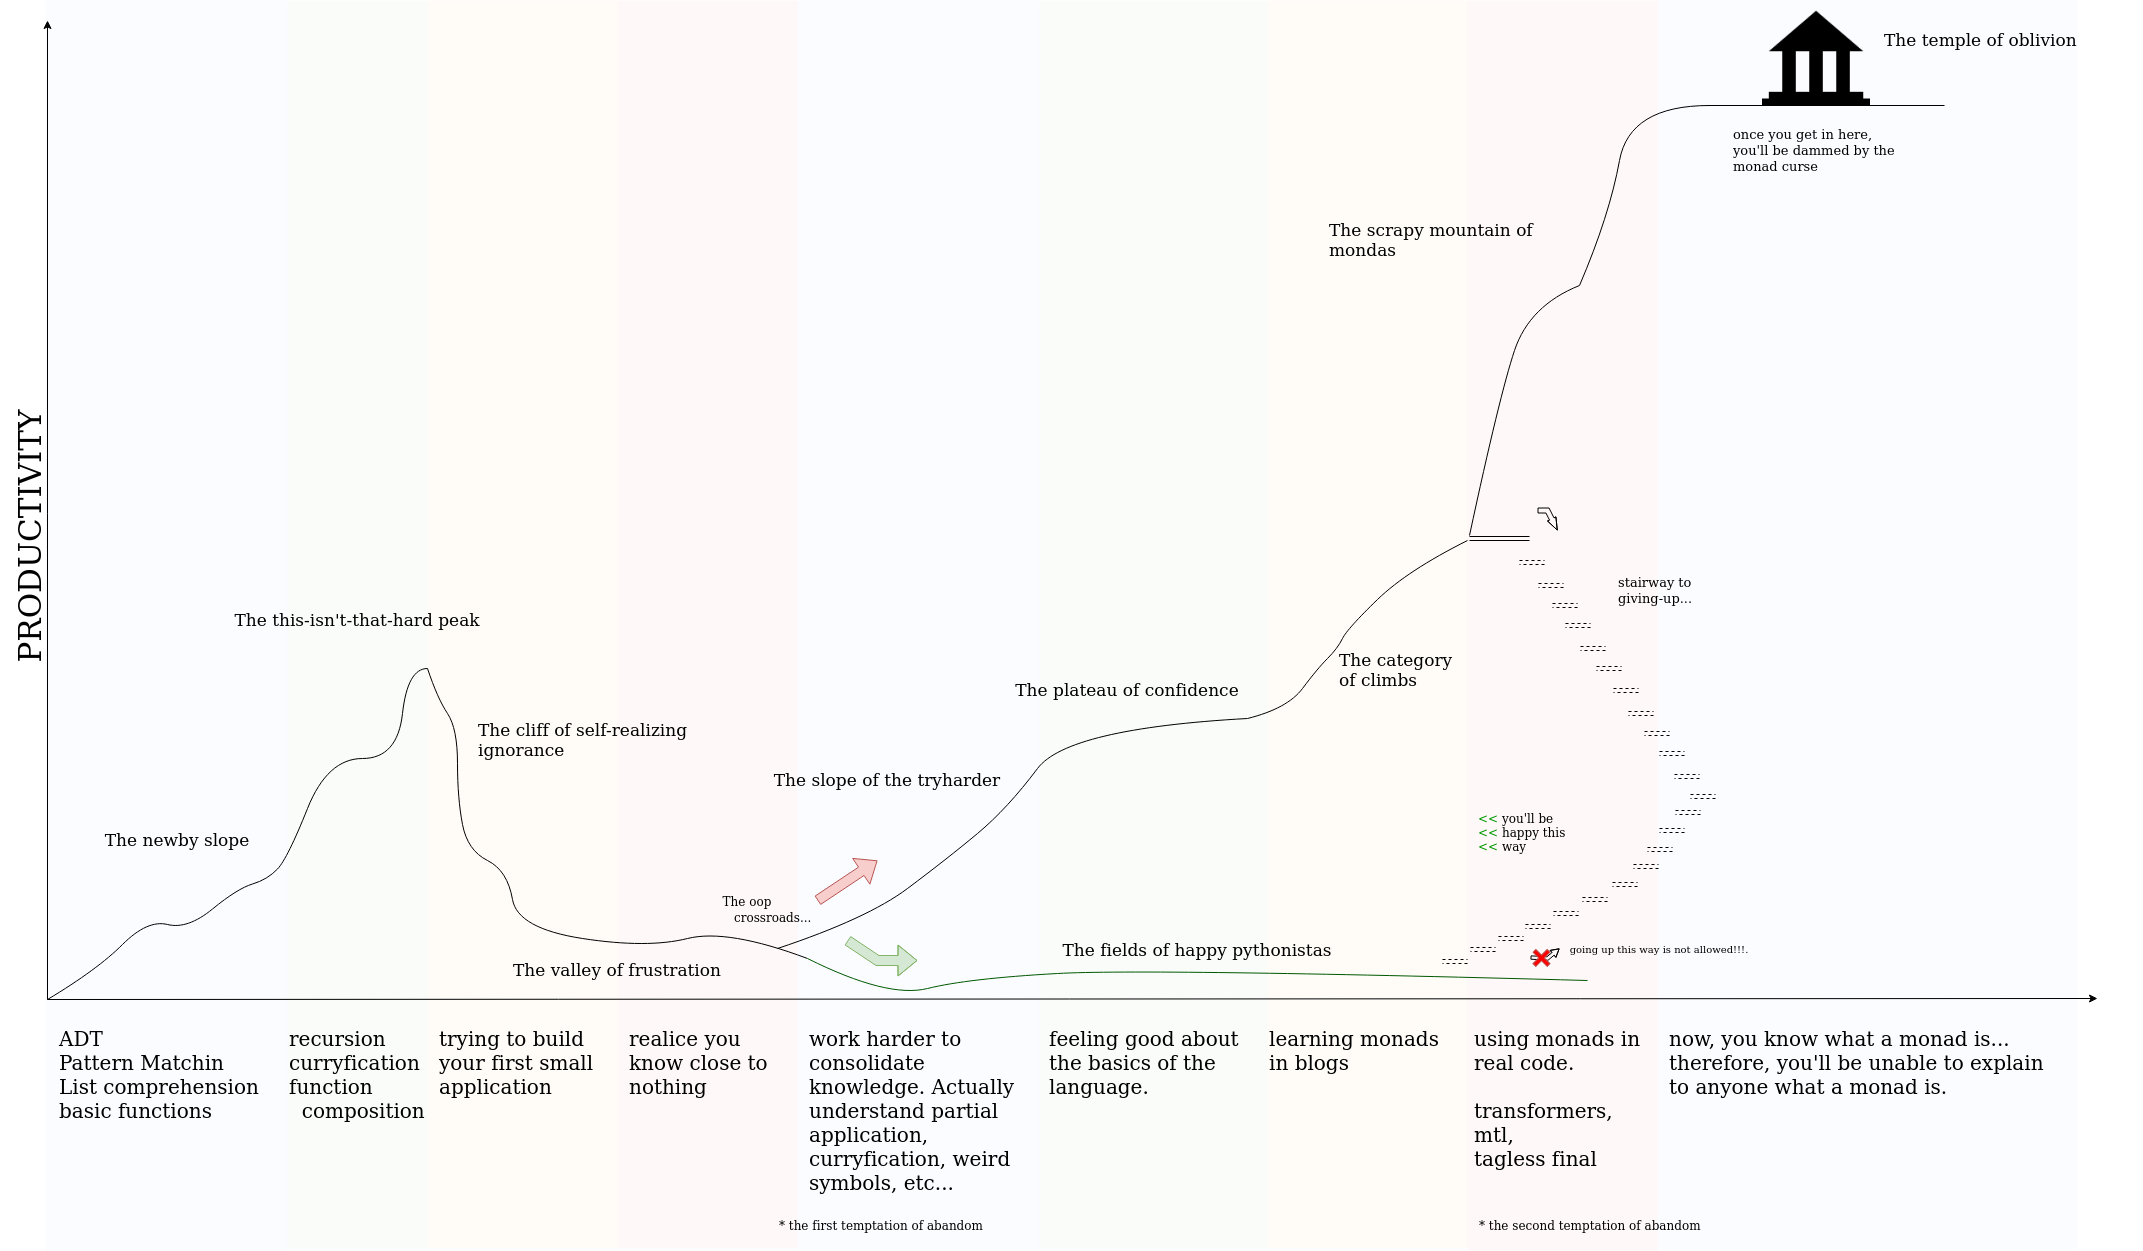 The temple of oblivion
once you get in here,
you'll be dammed by the
monad curse
The scrapy mountain of
mondas
PRODUCTIVITY
stairway to
giving-up...
The this-isn't-that-hard peak
The category
of climbs
The plateau of confidence
The cliff of self-realizing
ignorance
The slope of the tryharder
The newby slope
<< you'll be
<< happy this
<< way
The oop
crossroads...
The fields of happy pythonistas
going up this way is not allowed!!!.
The valley of frustration
ADT
Pattern Matchin
List comprehension
basic functions
recursion
curryfication
function
composition
trying to build
your first small
application
realice you
know close to
nothing
work harder to
consolidate
knowledge. Actually
understand partial
application,
curryfication, weird
symbols, etc...
feeling good about
the basics of the
language.
learning monads
in blogs
using monads in
real code.
transformers,
mtl,
tagless final
now, you know what a monad is...
therefore, you'll be unable to explain
to anyone what a monad is.
* the first temptation of abandom
* the second temptation of abandom